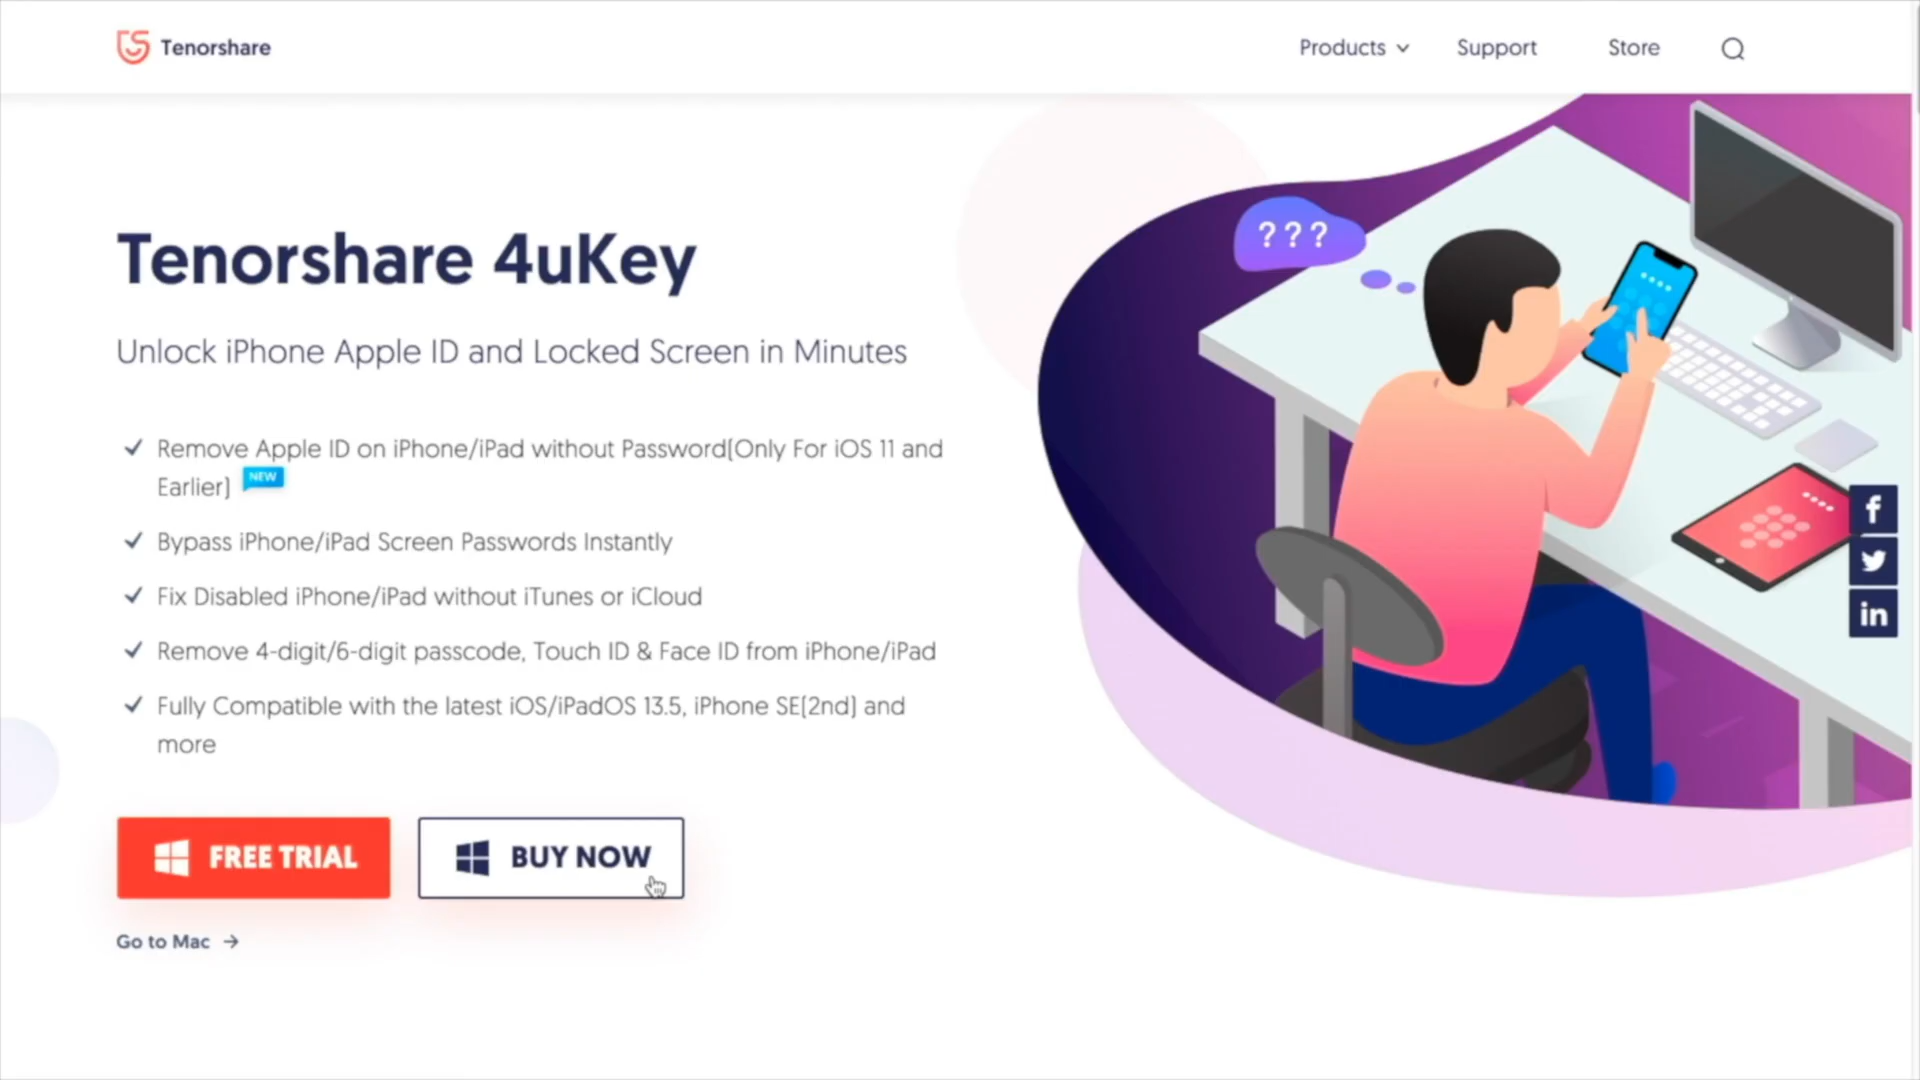 Tenorshare
Products
Support
Store
Tenorshare 4uKey
Unlock iPhone Apple ID and Locked Screen in Minutes
Remove Apple ID on iPhone/iPad without Password(Only For iOS 11 and
Earlier)
NEW
Bypass iPhone/iPad Screen Passwords Instantly
Fix Disabled iPhone/iPad without iTunes or iCloud
Remove 4-digit/6-digit passcode, Touch ID & Face ID from iPhone/iPad
Fully Compatible with the latest iOS/iPadOS 13.5, iPhone SE(2nd) and
more
FREE TRIAL
BUY NOW
Go to Mac
???
f
in